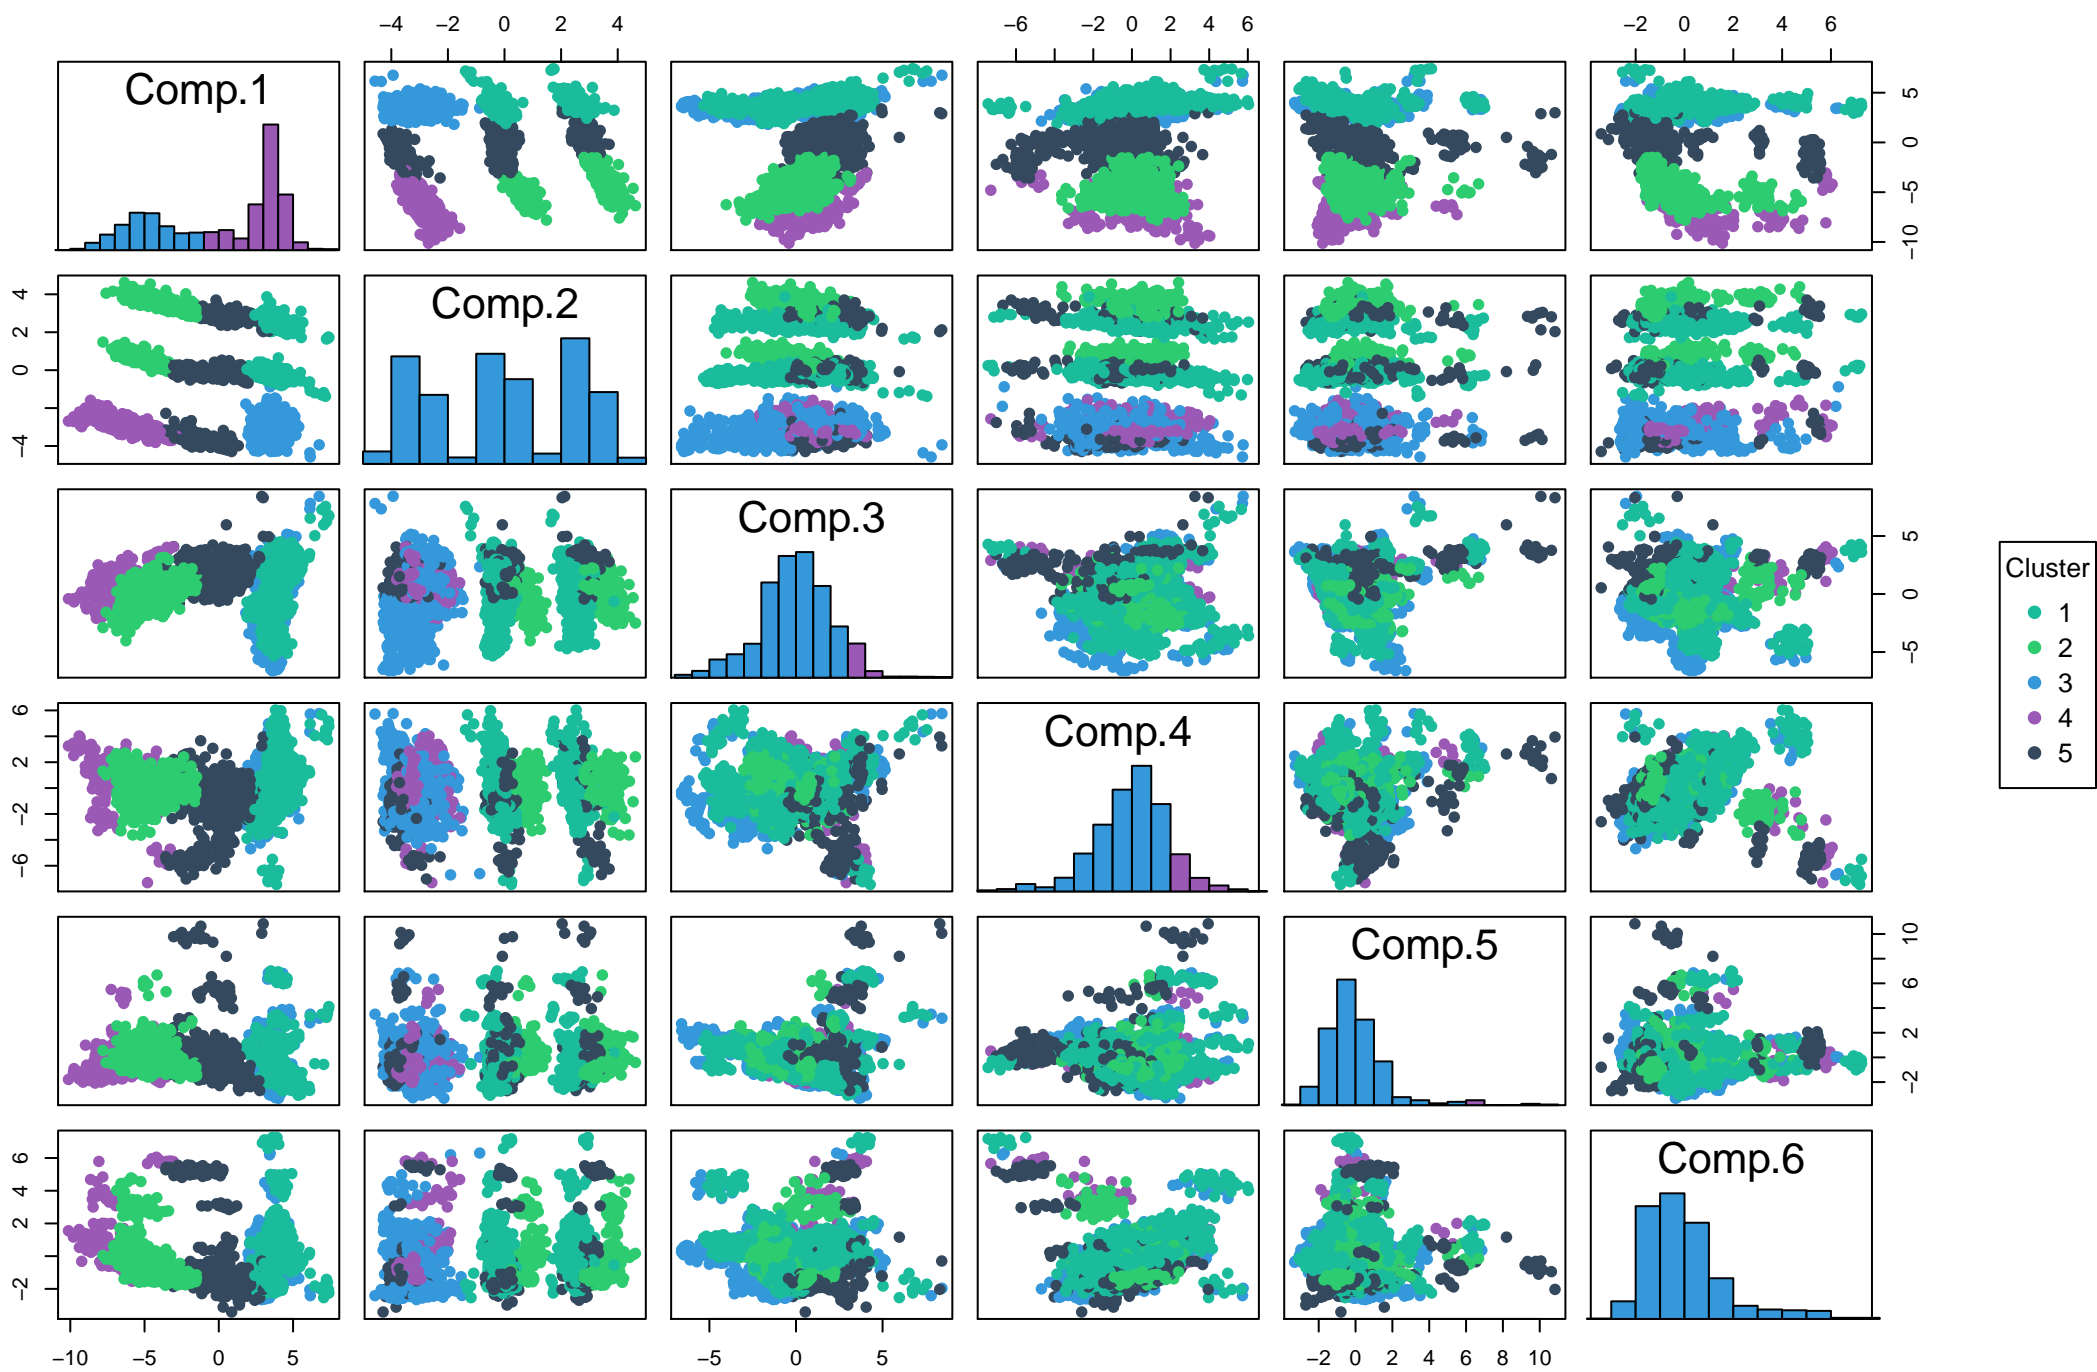 −4 −2 0 2 4 −6 −2 0 2 4 6 −2 0 2 4 6
Comp.1
−10 −5 0 5
Comp.2
−4 0 2 4
Comp.3
−5 0 5
Comp.4
−6 −2 2 6
Comp.5
−2 2 6 10
Comp.6
−2 2 4 6
−10 −5 0 5 −5 0 5 −2 0 2 4 6 8 10
Cluster
1
2
3
4
5